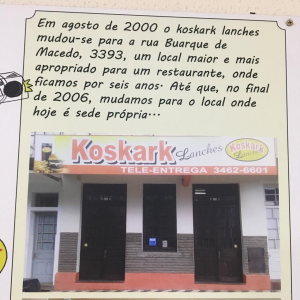 Em agosto de 2000 o koskark lanches
mudou-se para a rua Buarque de
Macedo, 3393, um local maior e mais
apropriado para um restaurante, onde
ficamos por seis anos. Até que, no final
de 2006, mudamos para o local onde
hoje é sede própria...
Koskark Lanches Koskark
TELE-ENTREGA 3462-6601